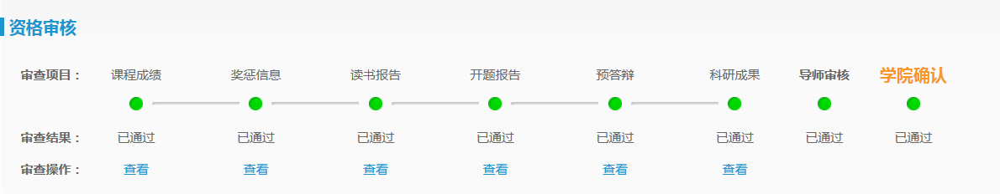 资格审核
审查项目： 课程成绩 奖惩信息 读书报告 开题报告 预答辩 科研成果 导师审核 学院确认
审查结果： 已通过 已通过 已通过 已通过 已通过 已通过 已通过 已通过
审查操作： 查看 查看 查看 查看 查看 查看